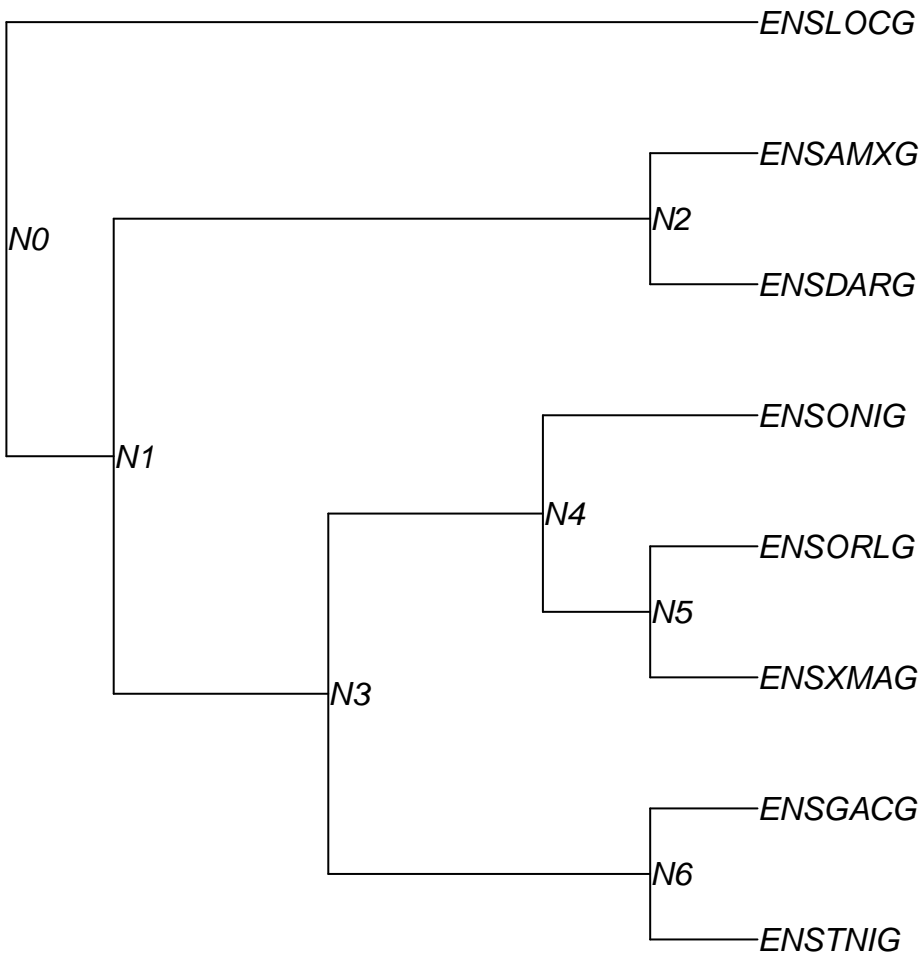 ENSLOCG
ENSAMXG
N2
N0
ENSDARG
ENSONIG
N1
N4
ENSORLG
N5
ENSXMAG
N3
ENSGACG
N6
ENSTNIG